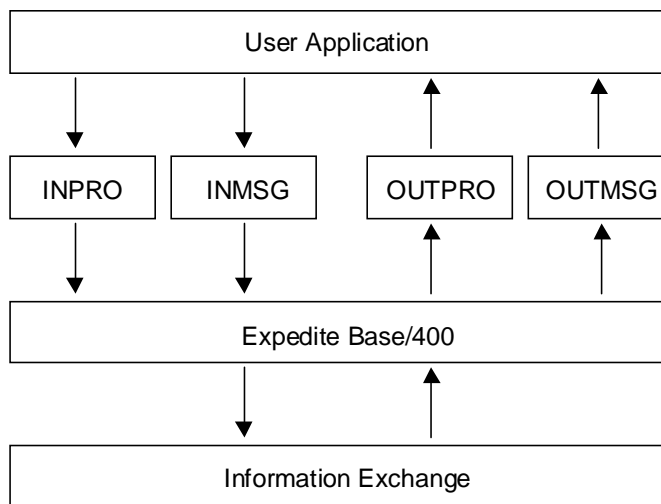 User Application
INPRO
INMSG
OUTPRO
OUTMSG
Expedite Base/400
Information Exchange